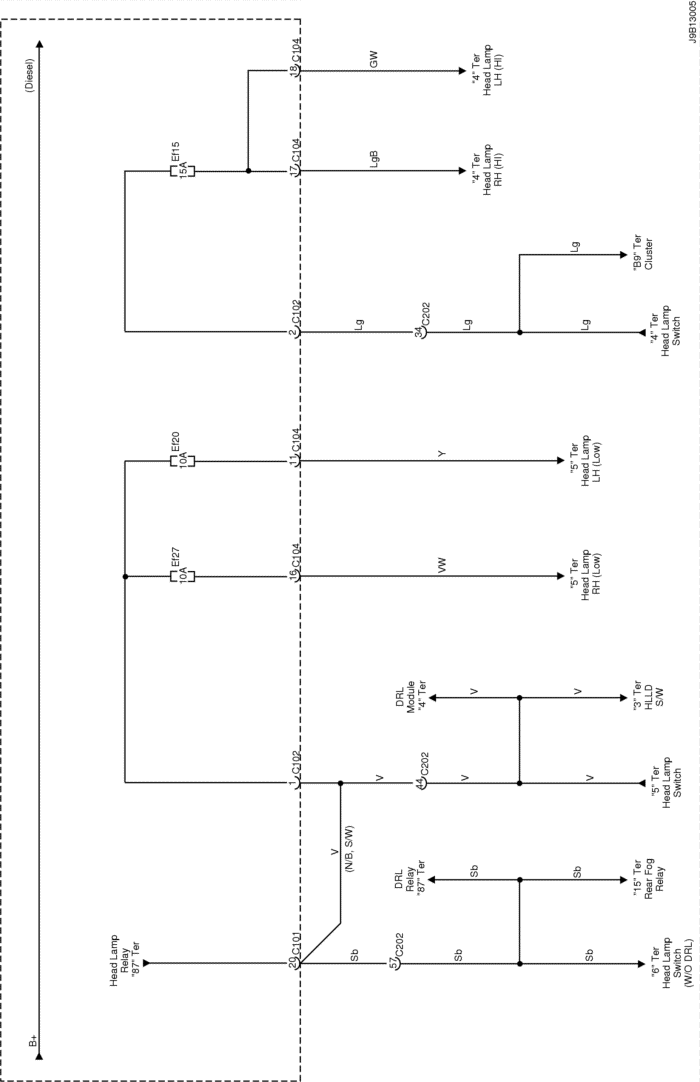 J9B13005
(Diesel)
B+
Head Lamp
Relay
"87" Ter
Ef27
10A
Ef20
10A
Ef15
15A
20 C101
1 C102
16 C104
11 C104
2 C102
17 C104
18 C104
V
(N/B, S/W)
Sb
57 C202
Sb
Sb
DRL
Relay
"87" Ter
Sb
Sb
"6" Ter
Head Lamp
Switch
(W/O DRL)
"15" Ter
Rear Fog
Relay
V
44 C202
V
V
DRL
Module
"4" Ter
V
V
"5" Ter
Head Lamp
Switch
"3" Ter
HLLD
S/W
VW
"5" Ter
Head Lamp
RH (Low)
Y
"5" Ter
Head Lamp
LH (Low)
Lg
34 C202
Lg
Lg
"4" Ter
Head Lamp
Switch
Lg
"B9" Ter
Cluster
LgB
"4" Ter
Head Lamp
RH (HI)
GW
"4" Ter
Head Lamp
LH (HI)